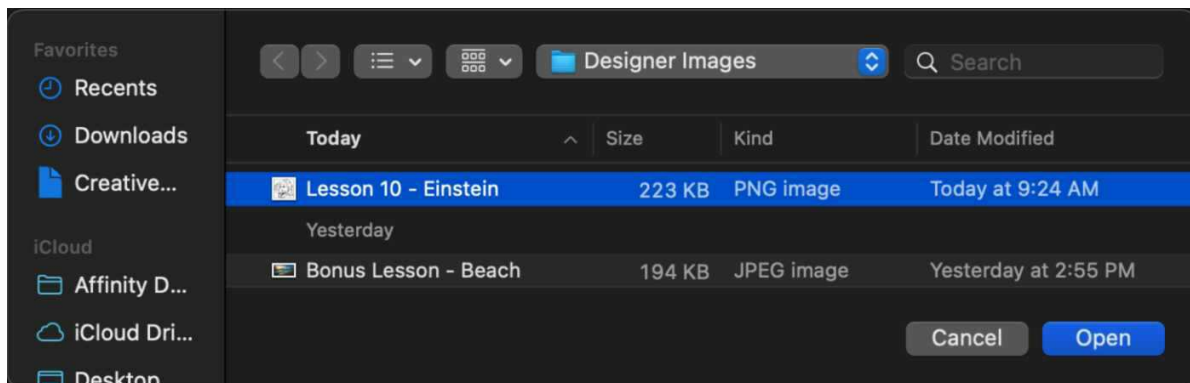 Favorites
Recents
Downloads
Creative...
iCloud
Affinity D...
iCloud Dri...
Desktop
Designer Images
Search
Today Size Kind Date Modified
Lesson 10 - Einstein 223 KB PNG image Today at 9:24 AM
Yesterday
Bonus Lesson - Beach 194 KB JPEG image Yesterday at 2:55 PM
Cancel Open